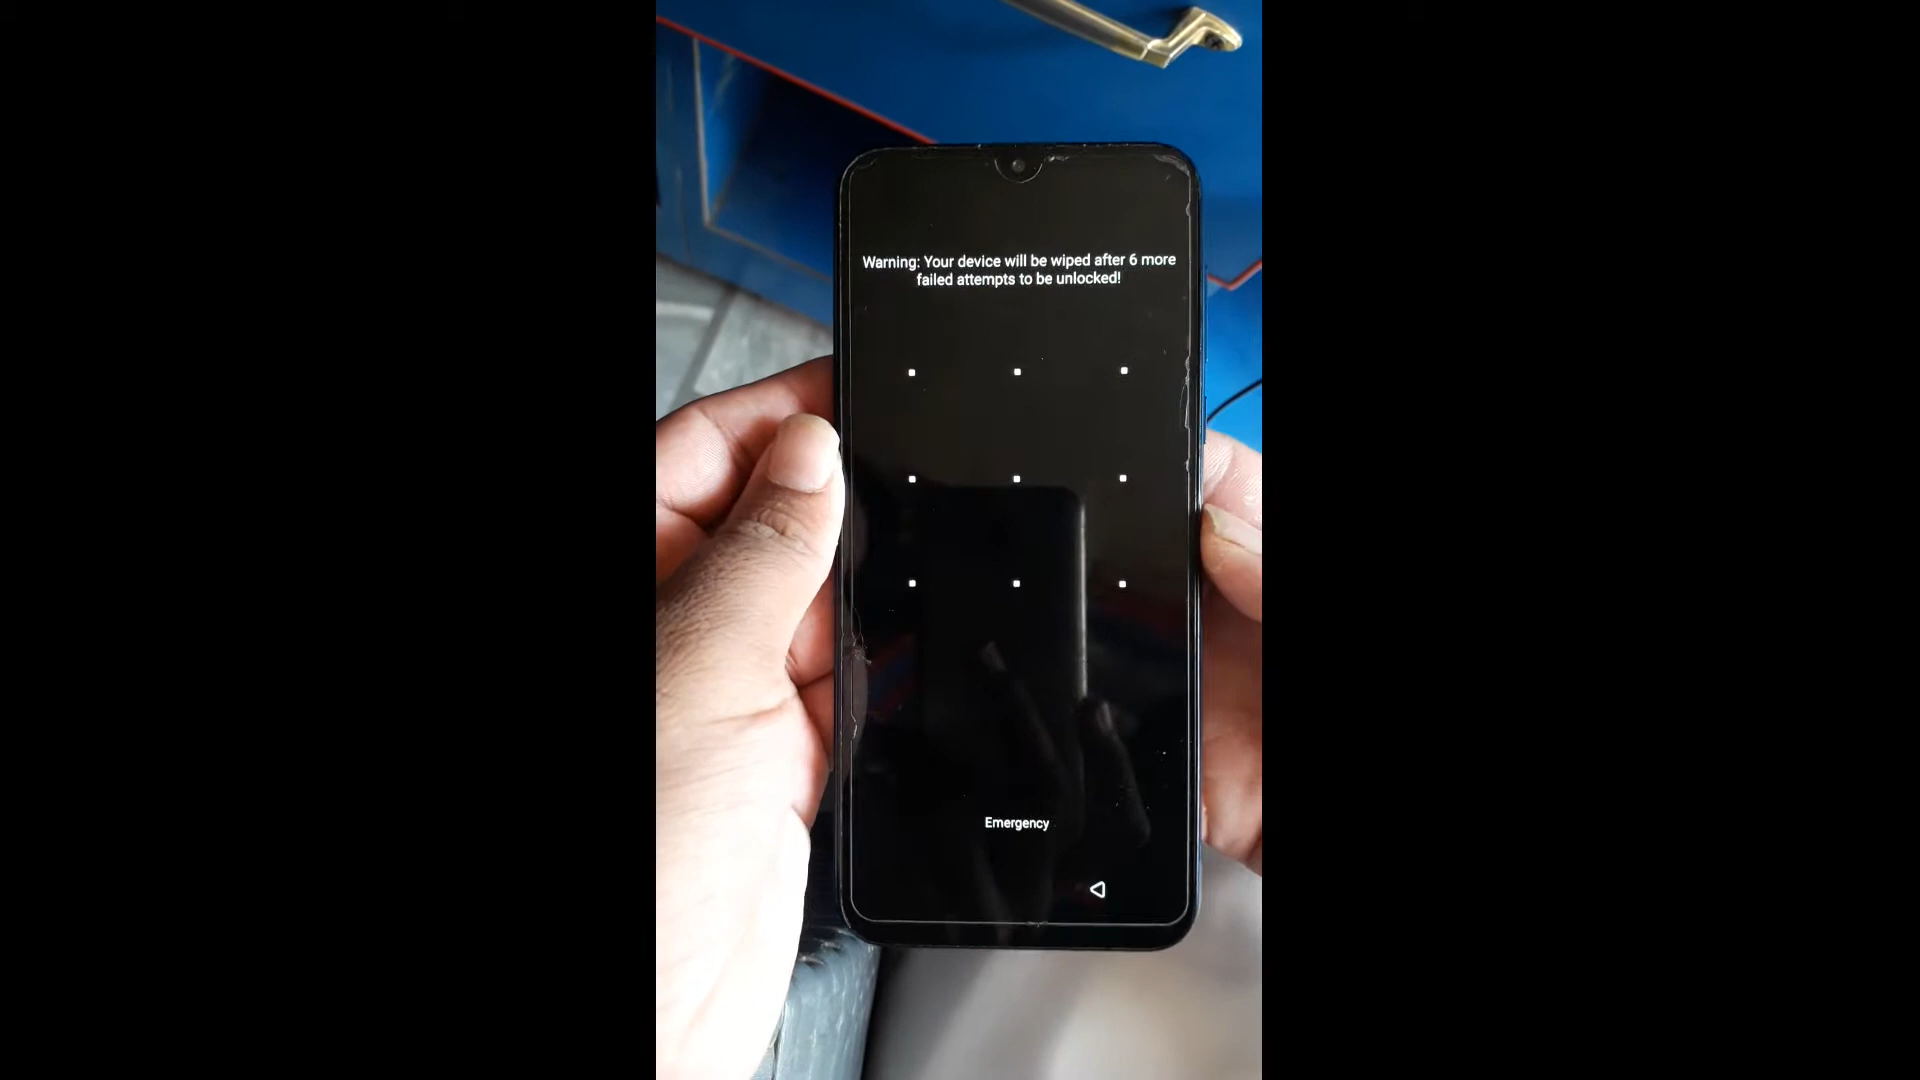 Warning: Your device will be wiped after 6 more
failed attempts to be unlocked!
Emergency